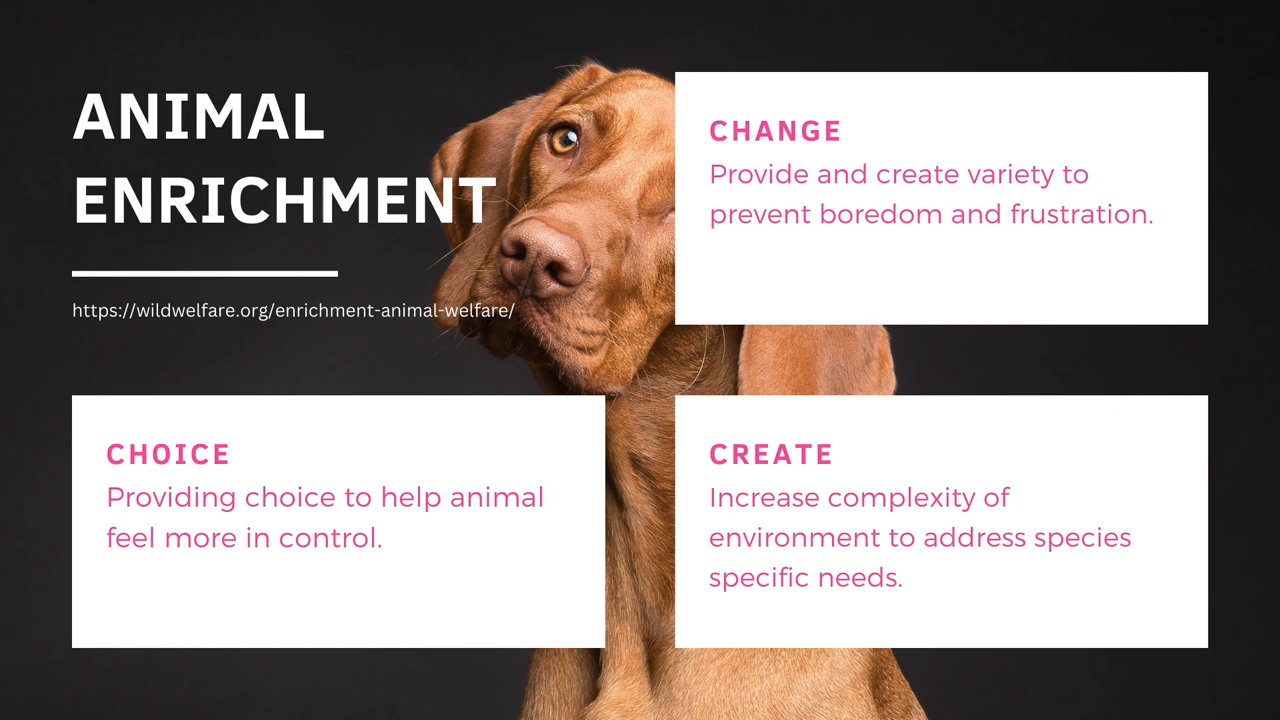 ANIMAL
ENRICHMENT
https://wildwelfare.org/enrichment-animal-welfare/
CHANGE
Provide and create variety to
prevent boredom and frustration.
CHOICE
Providing choice to help animal
feel more in control.
CREATE
Increase complexity of
environment to address species
specific needs.